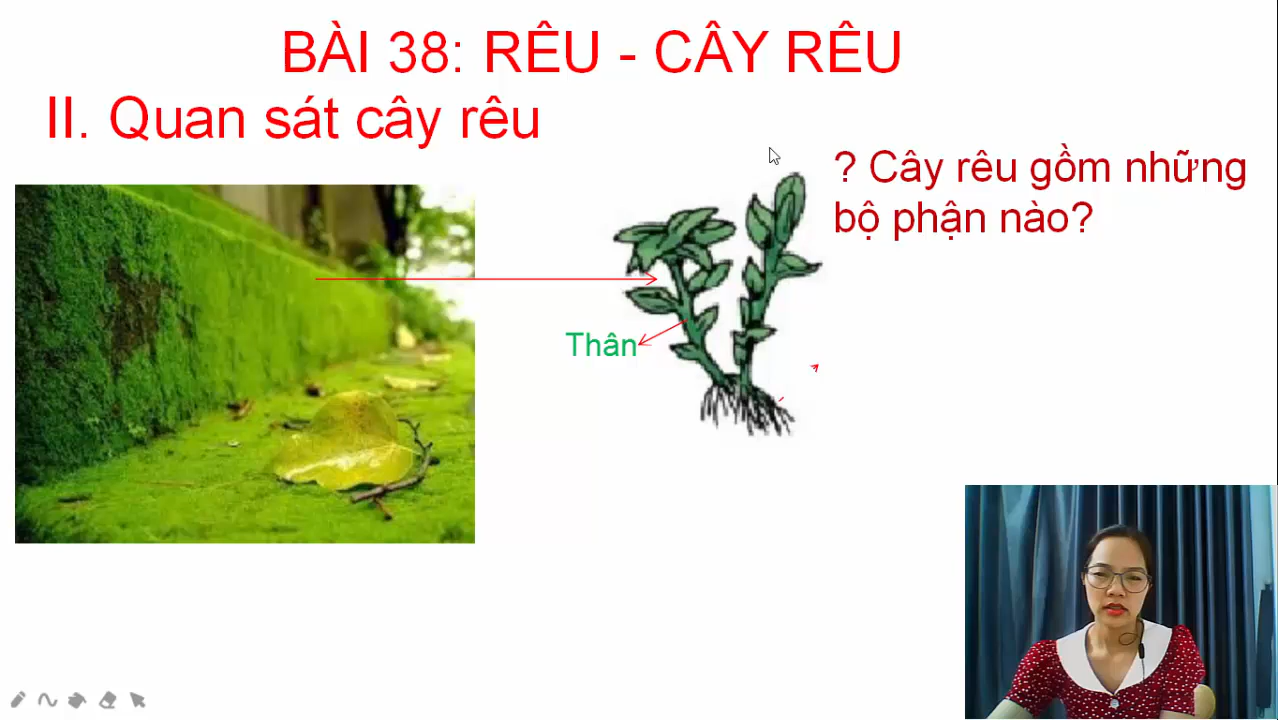 BÀI 38: RÊU - CÂY RÊU
II. Quan sát cây rêu
? Cây rêu gồm những
bộ phận nào?
Thân